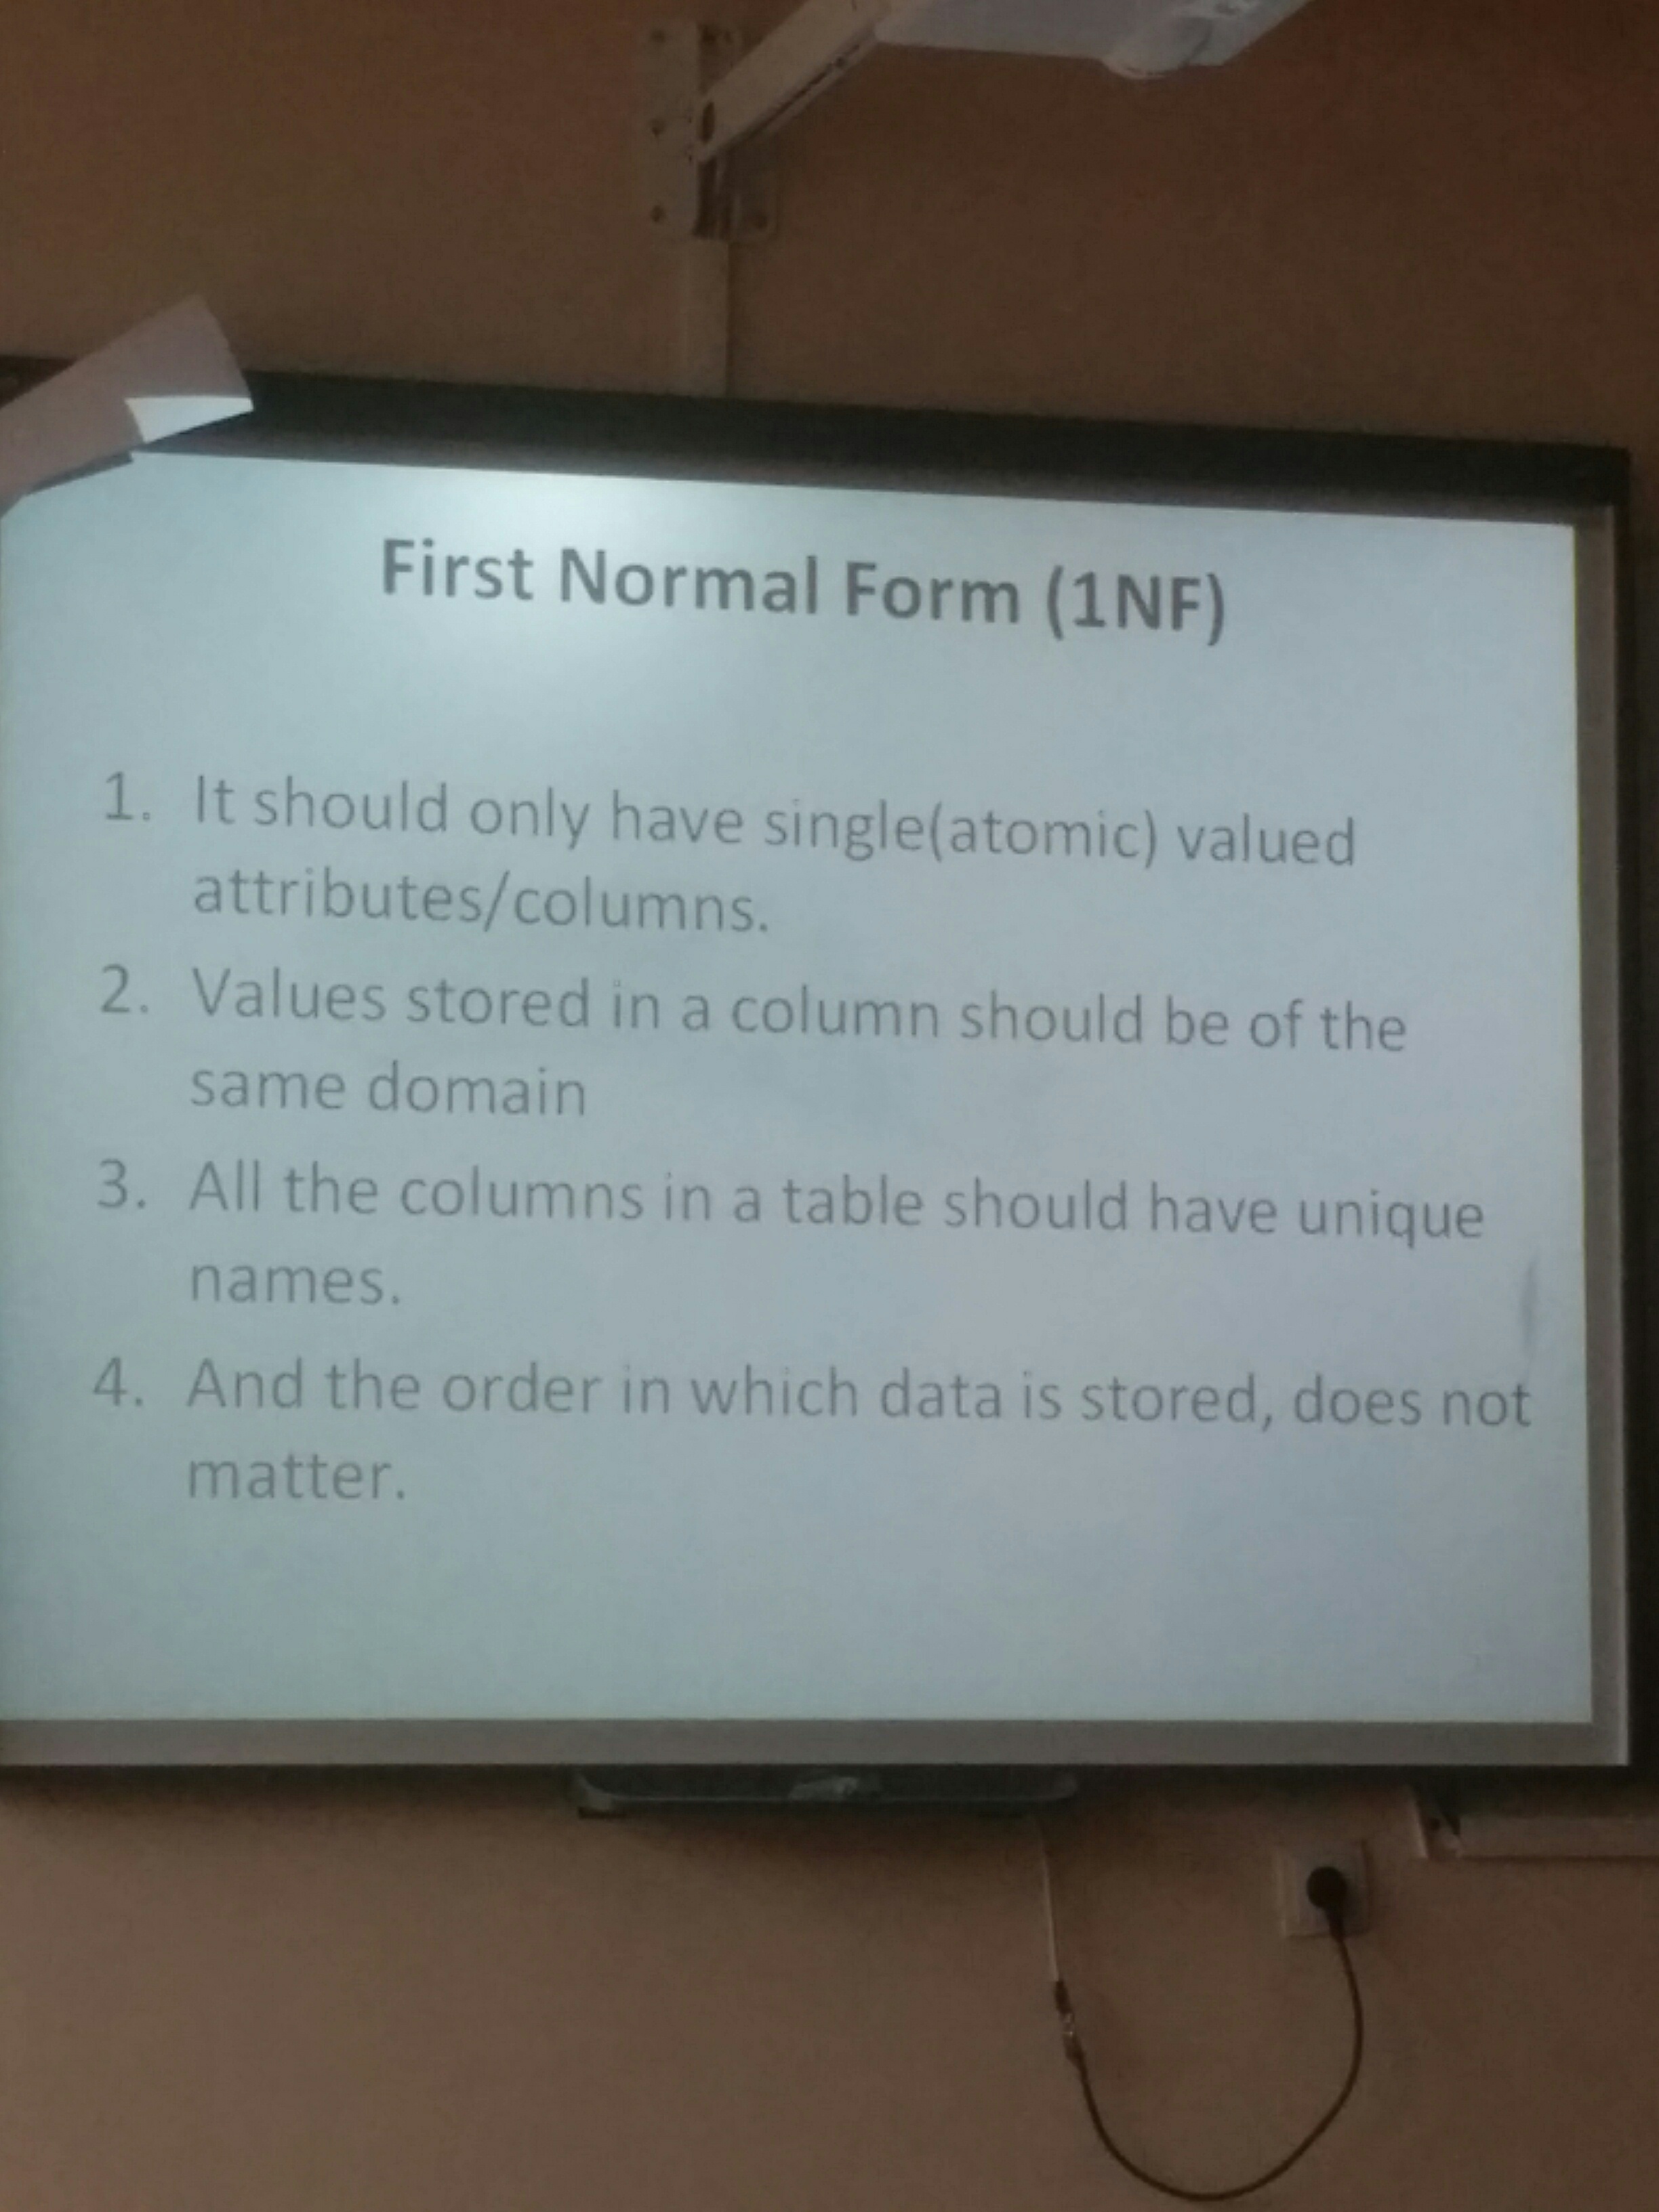 First Normal Form (1NF)
1. It should only have single(atomic) valued
attributes/columns.
2. Values stored in a column should be of the
same domain
3. All the columns in a table should have unique
names.
4. And the order in which data is stored, does not
matter.